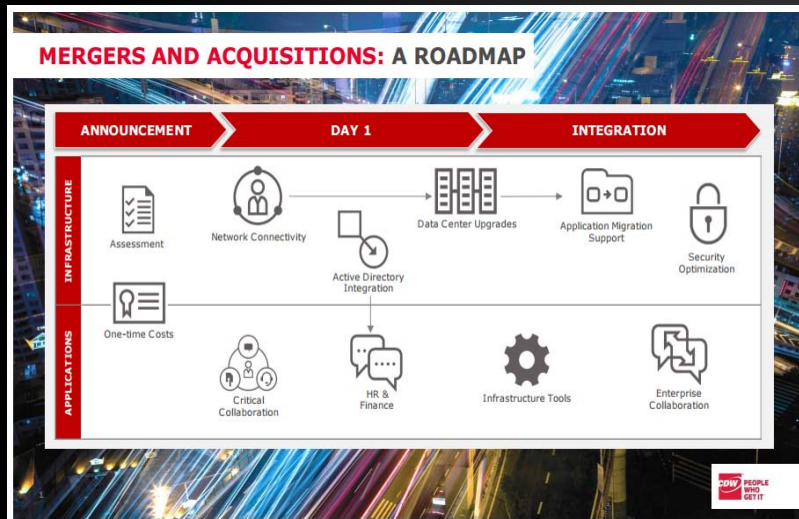 MERGERS AND ACQUISITIONS: A ROADMAP
ANNOUNCEMENT
DAY 1
INTEGRATION
INFRASTRUCTURE
Assessment
Network Connectivity
Active Directory
Integration
Data Center Upgrades
Application Migration
Support
Security
Optimization
One-time Costs
APPLICATIONS
Critical
Collaboration
HR &
Finance
Infrastructure Tools
Enterprise
Collaboration
1
CDW
PEOPLE
WHO
GET IT